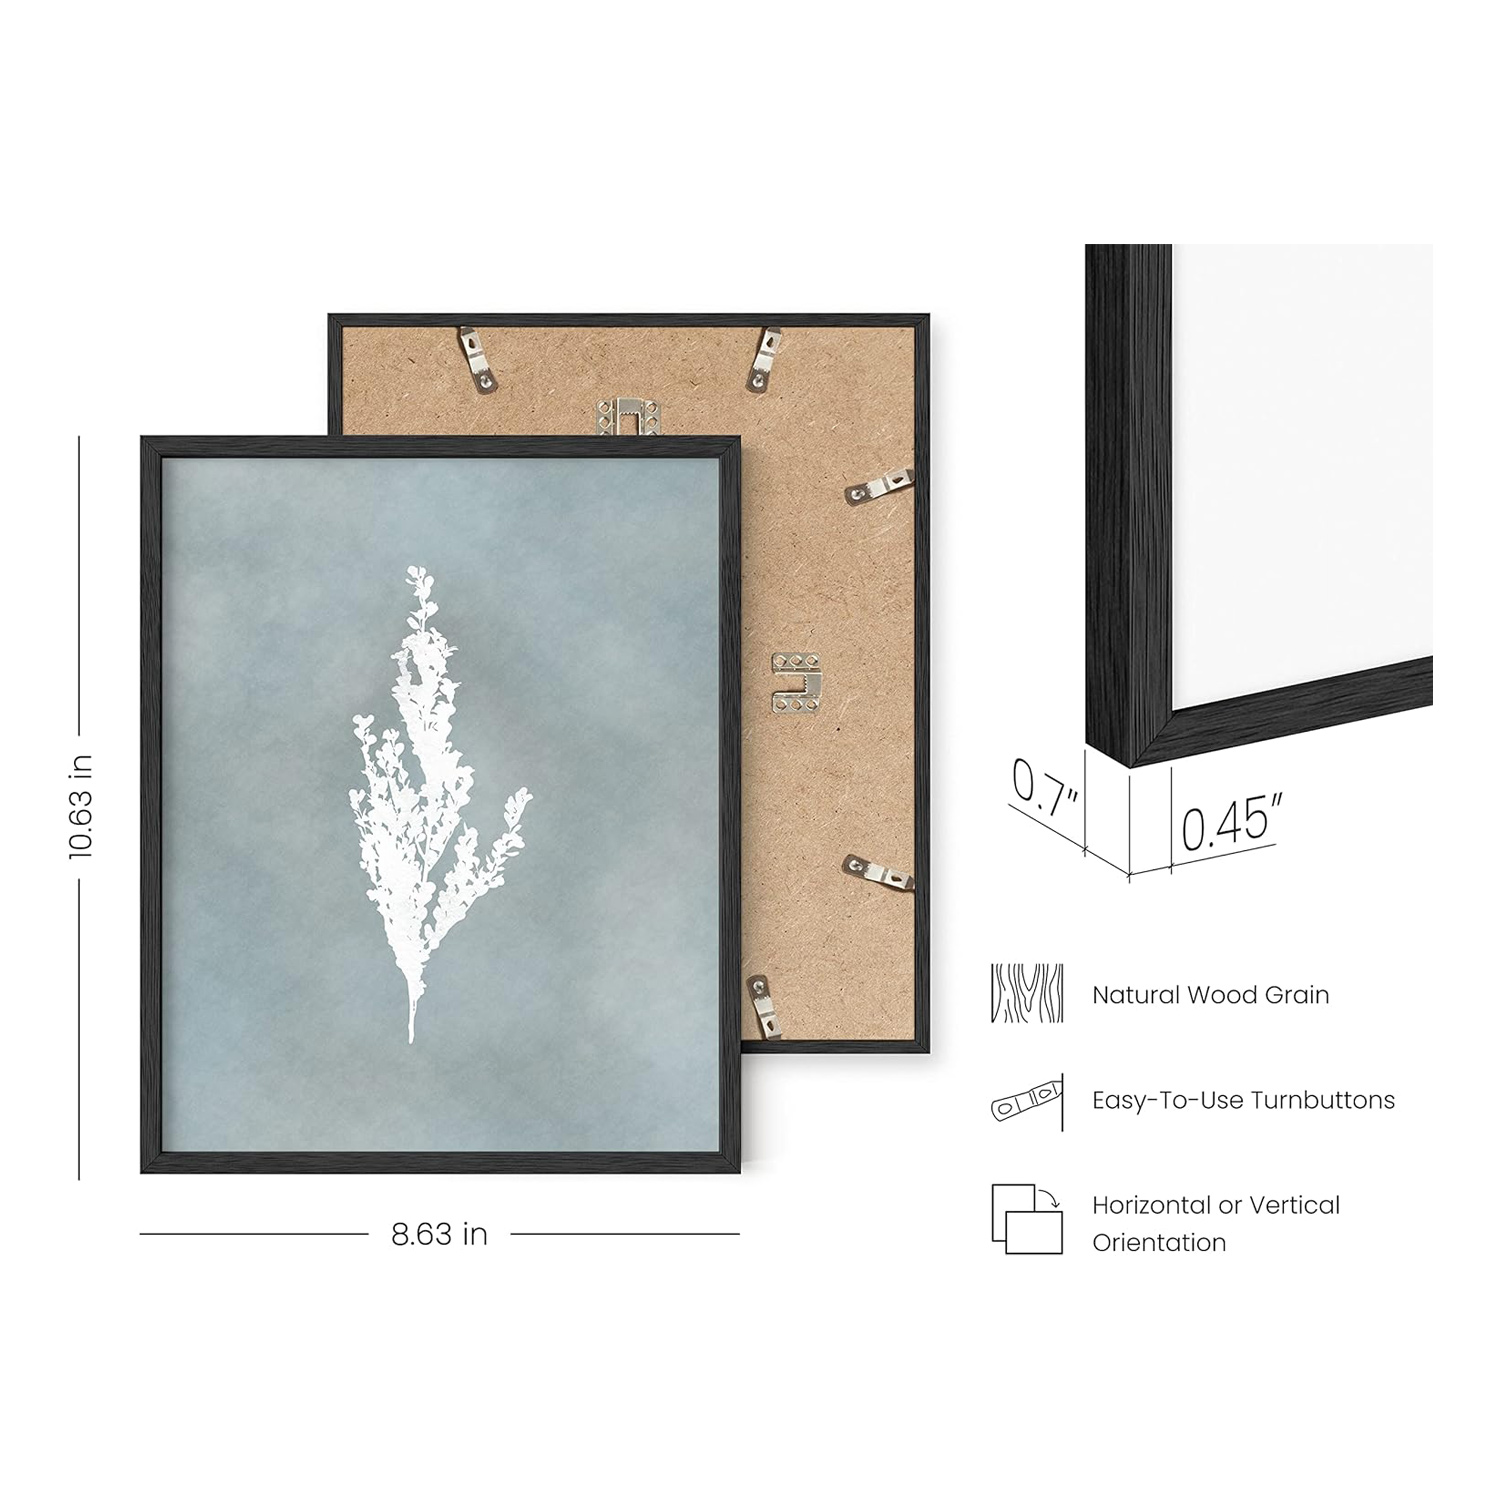 10.63 in
8.63 in
0.7"
0.45"
Natural Wood Grain
Easy-To-Use Turnbuttons
Horizontal or Vertical
Orientation